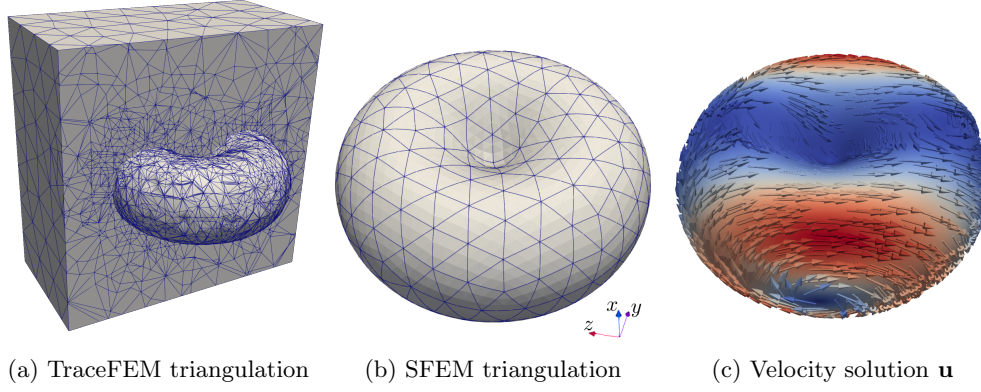 x
y
z
(a) TraceFEM triangulation
(b) SFEM triangulation
(c) Velocity solution u